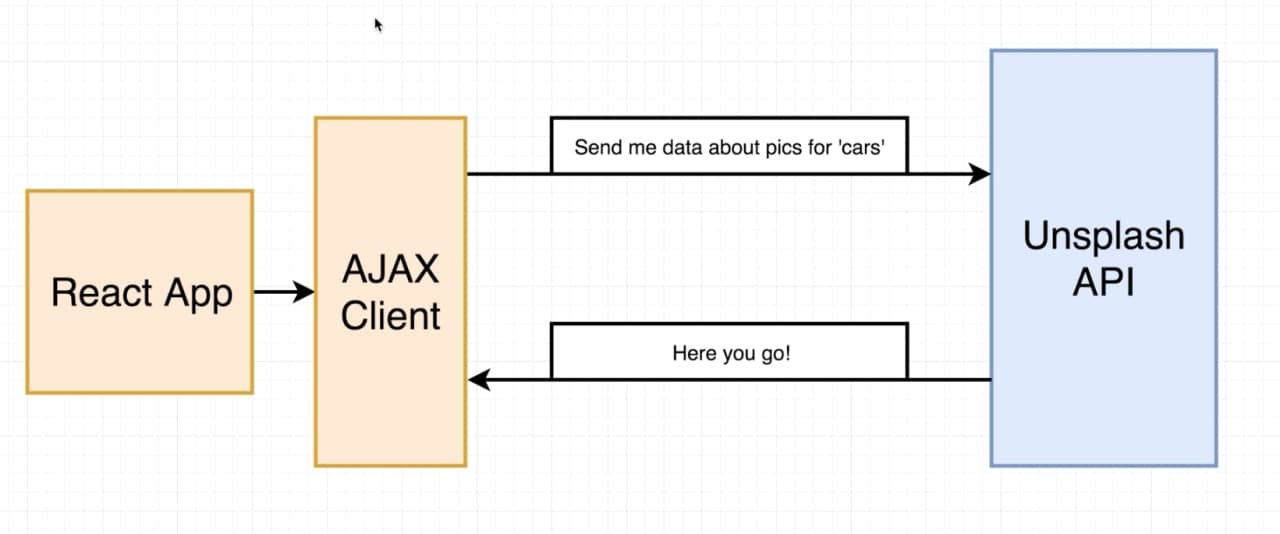 Send me data about pics for 'cars'
React App
AJAX
Client
Unsplash
API
Here you go!